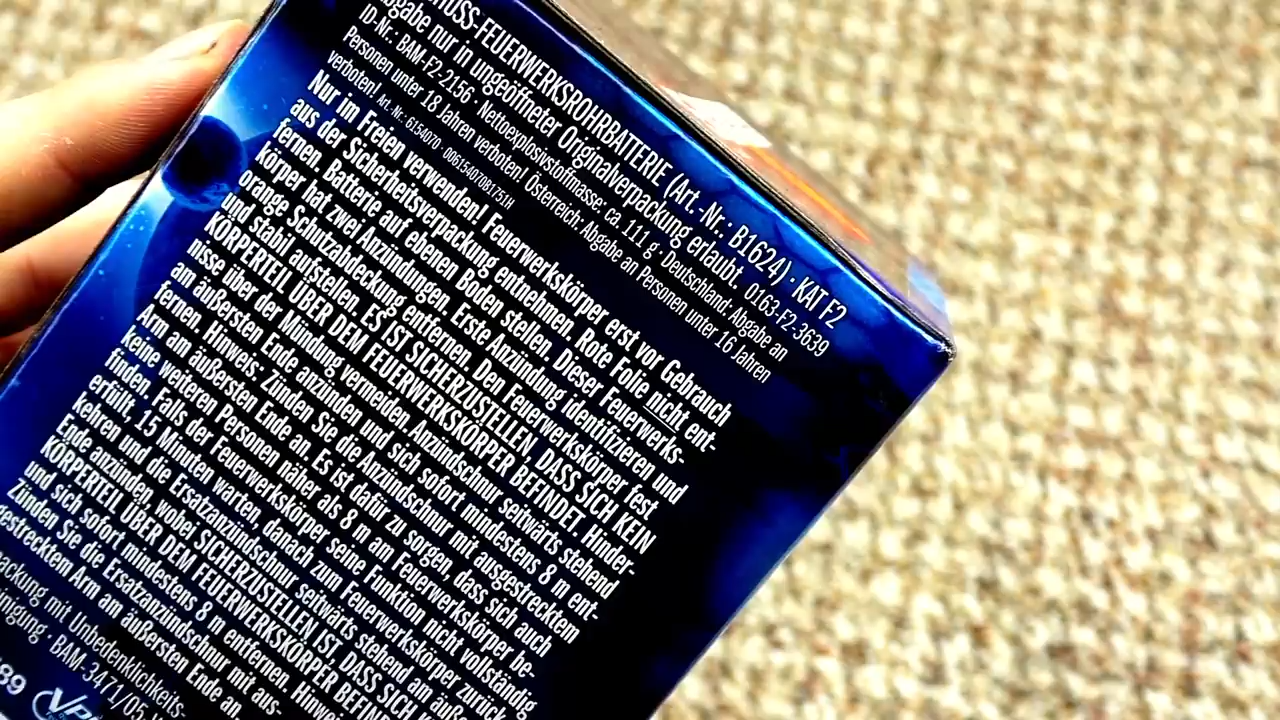 HUSS-FEUERWERKSROHRBATTERIE (Art.-Nr.: B1624) · KAT F2
nur in ungeöffneter Originalverpackung erlaubt. 0163-F2-3639
ID-Nr.: BAM-F2-2156 · Nettoexplosivstoffmasse: ca. 111 g · Deutschland: Abgabe an
Personen unter 18 Jahren verboten! Österreich: Abgabe an Personen unter 16 Jahren
verboten! Art.-Nr.: 6154070
Nur im Freien verwenden! Feuerwerkskörper erst vor Gebrauch
aus der Sicherheitsverpackung entnehmen. Rote Folie nicht ent-
fernen. Batterie auf ebenen Boden stellen. Dieser Feuerwerks-
körper hat zwei Anzündungen. Erste Anzündung identifizieren und
orange Schutzabdeckung entfernen. Den Feuerwerkskörper fest
und stabil aufstellen. ES IST SICHERZUSTELLEN, DASS SICH KEIN
KÖRPERTEIL ÜBER DEM FEUERWERKSKÖRPER BEFINDET. Hinder-
nisse über der Mündung vermeiden. Anzündschnur seitwärts stehend
am äußersten Ende anzünden und sich sofort mindestens 8 m ent-
fernen. Hinweis: Zünden Sie die Anzündschnur mit ausgestrecktem
Arm am äußersten Ende an. Es ist dafür zu sorgen, dass sich auch
keine weiteren Personen näher als 8 m am Feuerwerkskörper be-
finden. Falls der Feuerwerkskörper seine Funktion nicht vollständig
erfüllt, 15 Minuten warten, danach zum Feuerwerkskörper zurück-
kehren und die Ersatzanzündschnur seitwärts stehend am äuße
Ende anzünden, wobei SICHERZUSTELLEN IST, DASS SICH
KÖRPERTEIL ÜBER DEM FEUERWERKSKÖRPER BEFIN
und sich sofort mindestens 8 m entfernen. Hinweis
Zünden Sie die Ersatzanzündschnur mit aus-
gestrecktem Arm am äußersten Ende an.
packung mit Unbedenklichkeits-
nigung · BAM-3471/05.
89